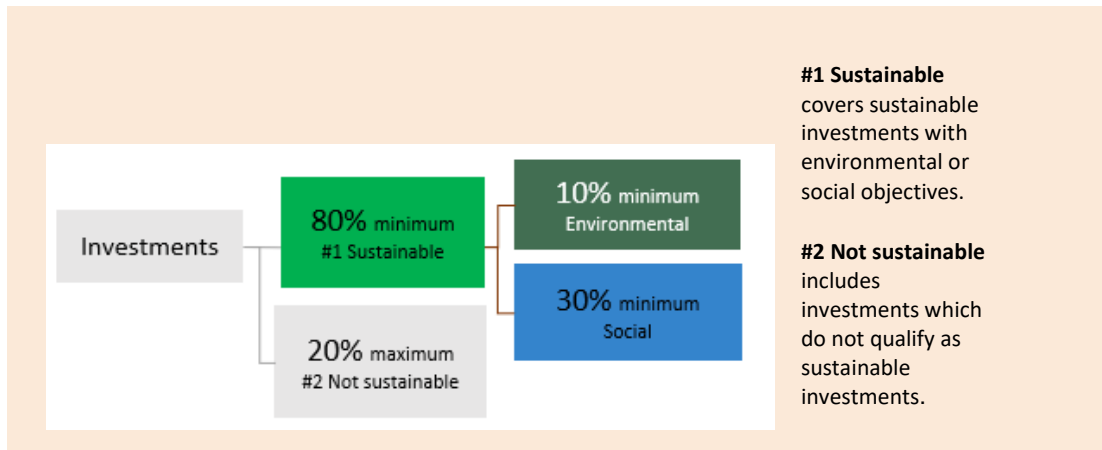 Investments
80% minimum
#1 Sustainable
20% maximum
#2 Not sustainable
10% minimum
Environmental
30% minimum
Social
#1 Sustainable
covers sustainable
investments with
environmental or
social objectives.
#2 Not sustainable
includes
investments which
do not qualify as
sustainable
investments.